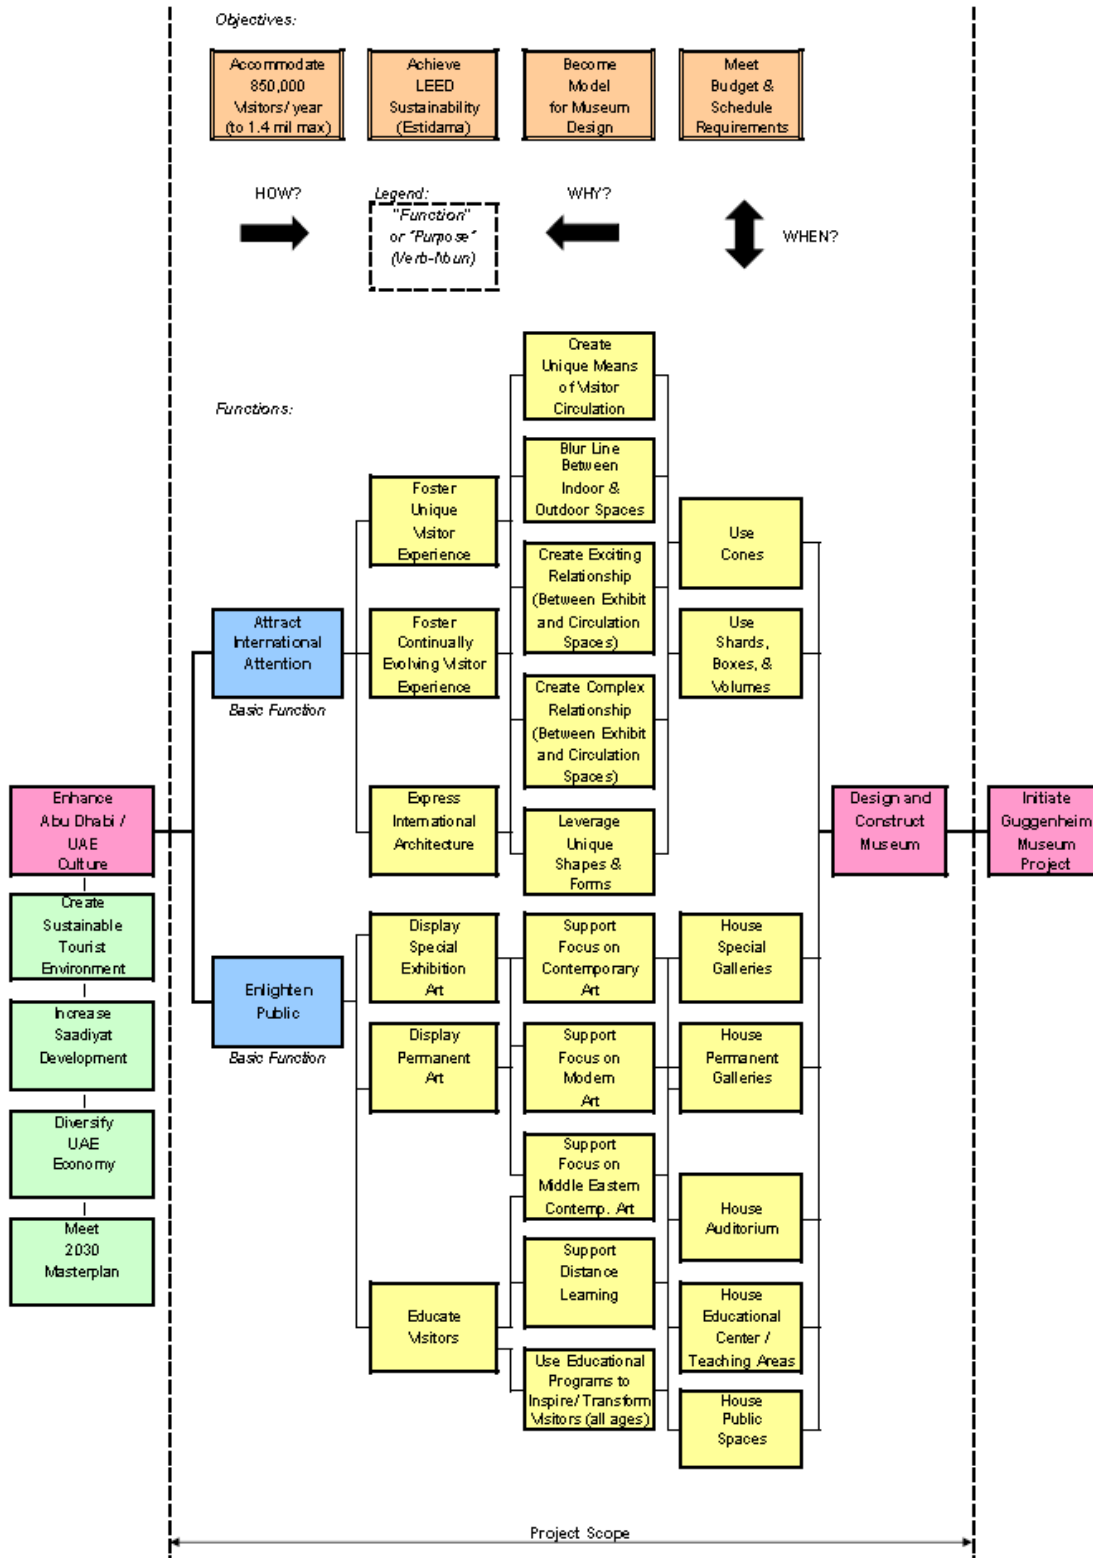 Objectives:
Accommodate
850,000
Visitors/ year
(to 1.4 mil max)
Achieve
LEED
Sustainability
(Estidama)
Become
Model
for Museum
Design
Meet
Budget &
Schedule
Requirements
HOW?
Legend:
"Function"
or "Purpose"
(Verb-Noun)
WHY?
WHEN?
Functions:
Create
Unique Means
of Visitor
Circulation
Blur Line
Between
Indoor &
Outdoor Spaces
Foster
Unique
Visitor
Experience
Use
Cones
Create Exciting
Relationship
(Between Exhibit
and Circulation
Spaces)
Attract
International
Attention
Basic Function
Foster
Continually
Evolving Visitor
Experience
Use
Shards,
Boxes, &
Volumes
Create Complex
Relationship
(Between Exhibit
and Circulation
Spaces)
Enhance
Abu Dhabi /
UAE
Culture
Express
International
Architecture
Leverage
Unique
Shapes &
Forms
Design and
Construct
Museum
Initiate
Guggenheim
Museum
Project
Create
Sustainable
Tourist
Environment
Display
Special
Exhibition
Art
Support
Focus on
Contemporary
Art
House
Special
Galleries
Enlighten
Public
Basic Function
Increase
Saadiyat
Development
Display
Permanent
Art
Support
Focus on
Modern
Art
House
Permanent
Galleries
Diversify
UAE
Economy
Support
Focus on
Middle Eastern
Contemp. Art
House
Auditorium
Meet
2030
Masterplan
Support
Distance
Learning
Educate
Visitors
House
Educational
Center /
Teaching Areas
Use Educational
Programs to
Inspire/ Transform
Visitors (all ages)
House
Public
Spaces
Project Scope